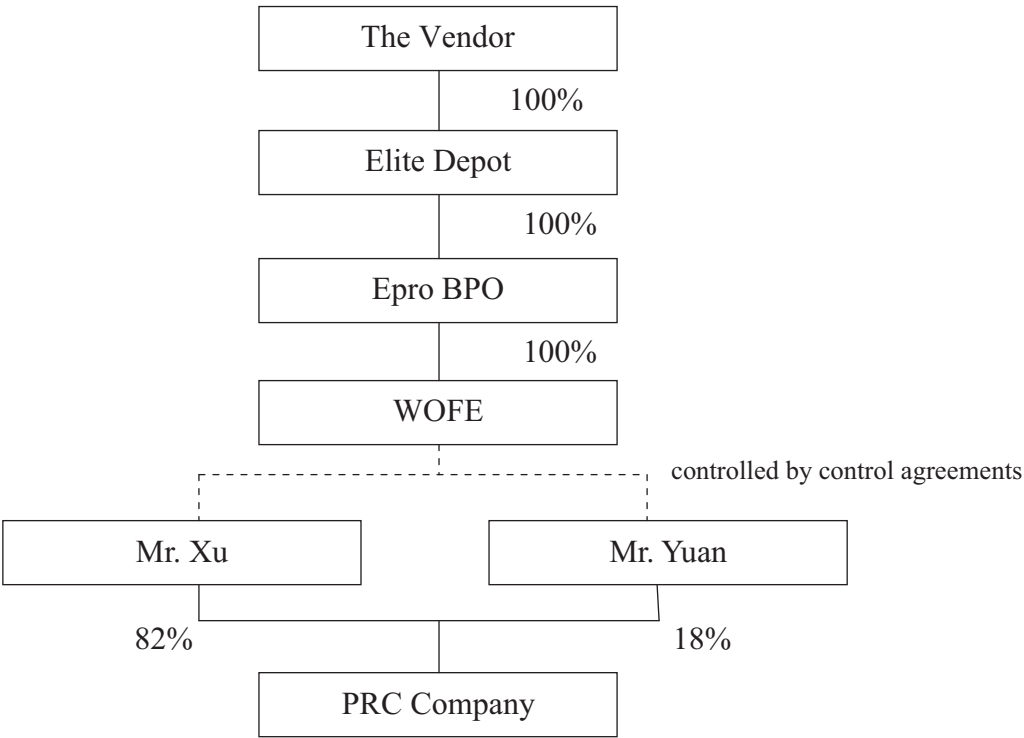 The Vendor
100%
Elite Depot
100%
Epro BPO
100%
WOFE
controlled by control agreements
Mr. Xu
Mr. Yuan
82%
18%
PRC Company